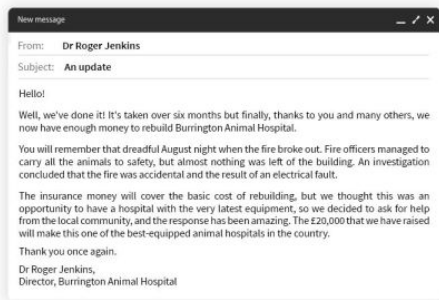 New message
From: Dr Roger Jenkins
Subject: An update
Hello!
Well, we've done it! It's taken over six months but finally, thanks to you and many others, we
now have enough money to rebuild Burrington Animal Hospital.
You will remember that dreadful August night when the fire broke out. Fire officers managed to
carry all the animals to safety, but almost nothing was left of the building. An investigation
concluded that the fire was accidental and the result of an electrical fault.
The insurance money will cover the basic cost of rebuilding, but we thought this was an
opportunity to have a hospital with the very latest equipment, so we decided to ask for help
from the local community, and the response has been amazing. The £20,000 that we have raised
will make this one of the best-equipped animal hospitals in the country.
Thank you once again.
Dr Roger Jenkins,
Director, Burrington Animal Hospital